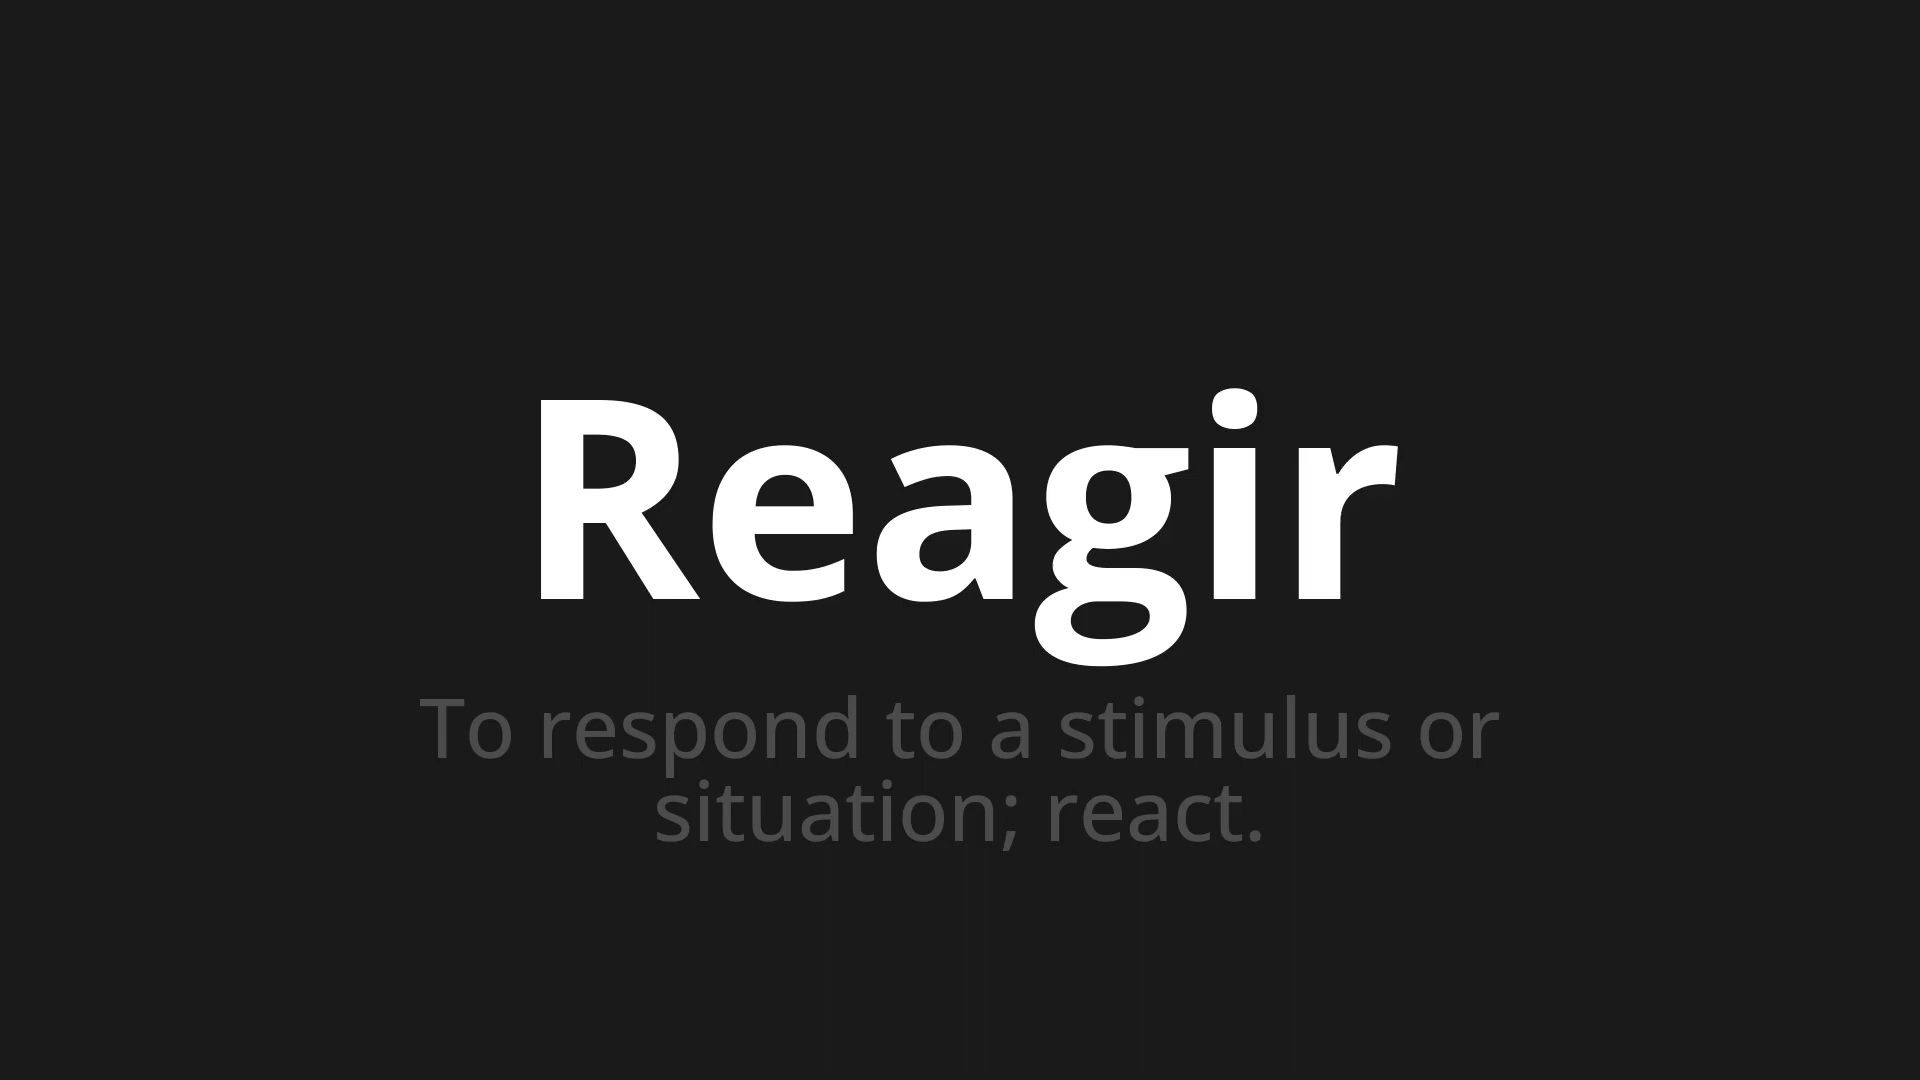 Reagir
To respond to a stimulus or
situation; react.